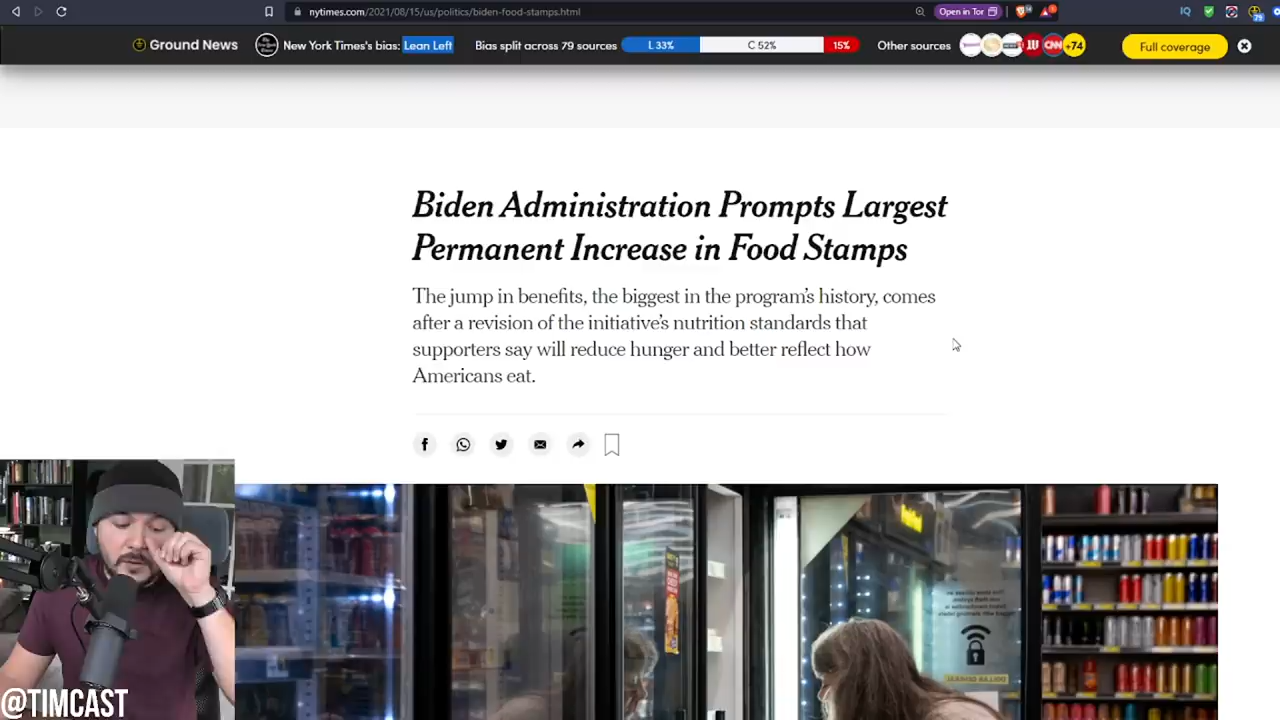 nytimes.com/2021/08/15/us/politics/biden-food-stamps.html
Open in Tor
IQ
Ground News
New York Times's bias: Lean Left
Bias split across 79 sources
L 33%
C 52%
15%
Other sources
CNN
+74
Full coverage
Biden Administration Prompts Largest
Permanent Increase in Food Stamps
The jump in benefits, the biggest in the program's history, comes
after a revision of the initiative's nutrition standards that
supporters say will reduce hunger and better reflect how
Americans eat.
@TIMCAST